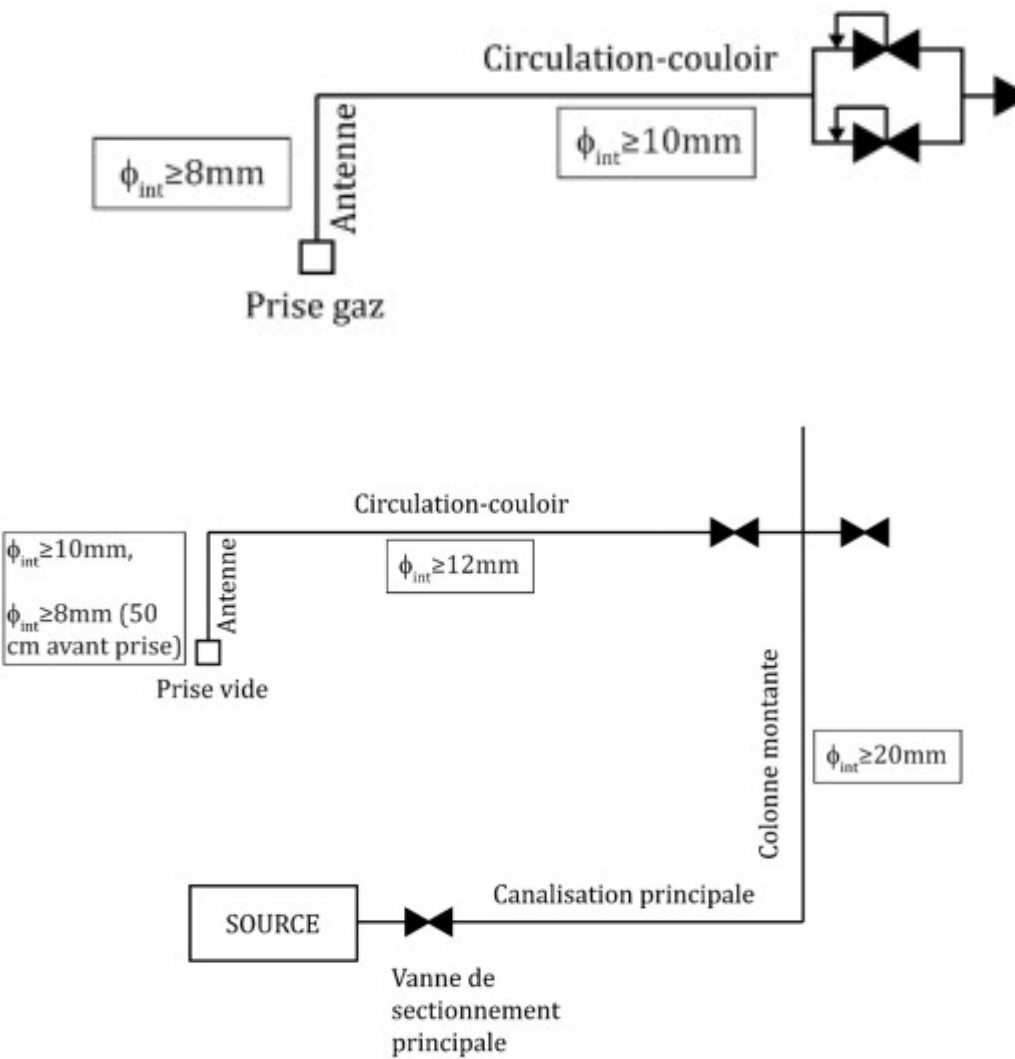 Circulation-couloir
ϕint≥8mm
Antenne
ϕint≥10mm
Prise gaz
Circulation-couloir
ϕint≥10mm,
ϕint≥8mm (50
cm avant prise)
Antenne
ϕint≥12mm
Prise vide
Colonne montante
ϕint≥20mm
SOURCE
Canalisation principale
Vanne de
sectionnement
principale